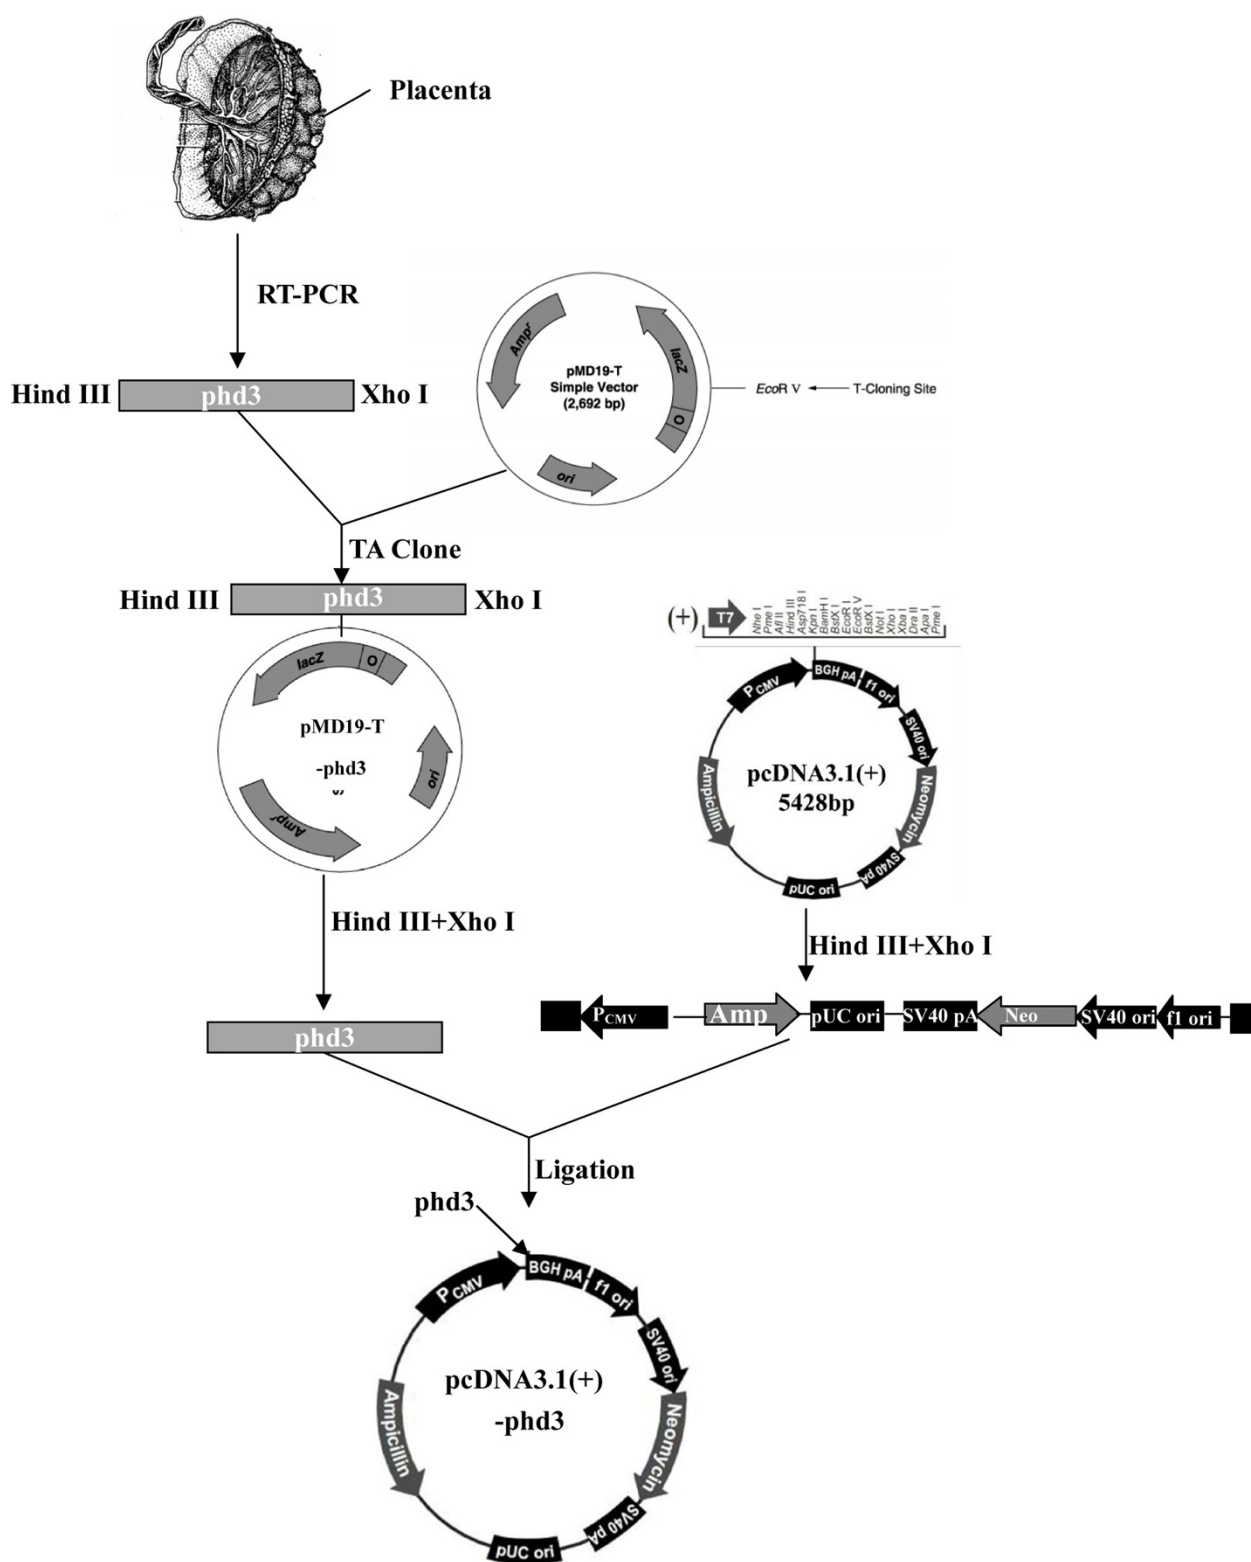 Placenta
RT-PCR
Hind III
phd3
Xho I
Ampr
lacZ
O
ori
pMD19-T
Simple Vector
(2,692 bp)
EcoR V
T-Cloning Site
TA Clone
Hind III
phd3
Xho I
lacZ
O
pMD19-T
-phd3
ori
Ampr
(+)
T7
Nhe I
Pme I
Afl II
Hind III
Asp718 I
Kpn I
BamH I
BstX I
EcoR I
EcoR V
BstX I
Not I
Xho I
Xba I
Dra II
Apa I
Pme I
PCMV
BGH pA
f1 ori
SV40 ori
Neomycin
SV40 pA
pUC ori
Ampicillin
pcDNA3.1(+)
5428bp
Hind III+Xho I
Hind III+Xho I
phd3
PCMV
Amp
pUC ori
SV40 pA
Neo
SV40 ori
f1 ori
Ligation
phd3
PCMV
BGH pA
f1 ori
SV40 ori
Neomycin
SV40 pA
pUC ori
Ampicillin
pcDNA3.1(+)
-phd3